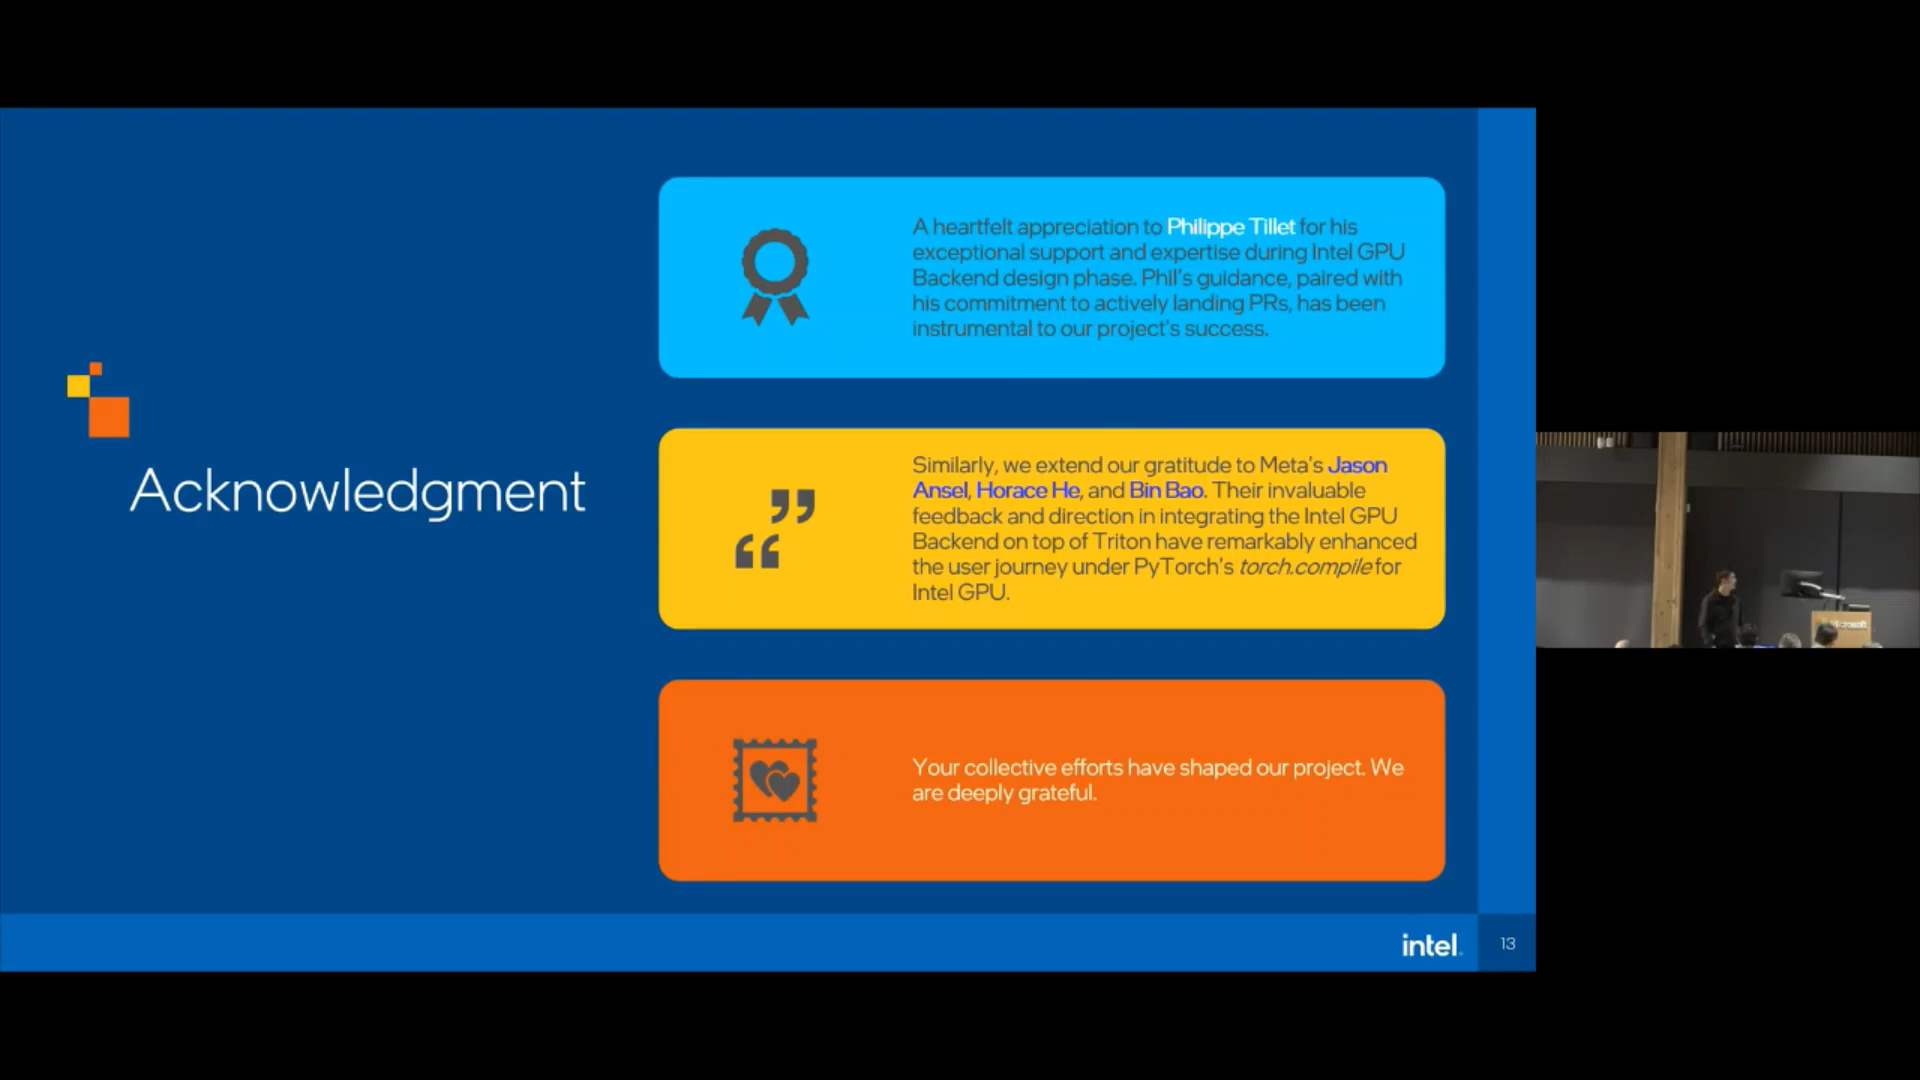 Acknowledgment
A heartfelt appreciation to Philippe Tillet for his
exceptional support and expertise during Intel GPU
Backend design phase. Phil's guidance, paired with
his commitment to actively landing PRs, has been
instrumental to our project's success.
Similarly, we extend our gratitude to Meta's Jason
Ansel, Horace He, and Bin Bao. Their invaluable
feedback and direction in integrating the Intel GPU
Backend on top of Triton have remarkably enhanced
the user journey under PyTorch's torch.compile for
Intel GPU.
Your collective efforts have shaped our project. We
are deeply grateful.
intel.
13
Microsoft